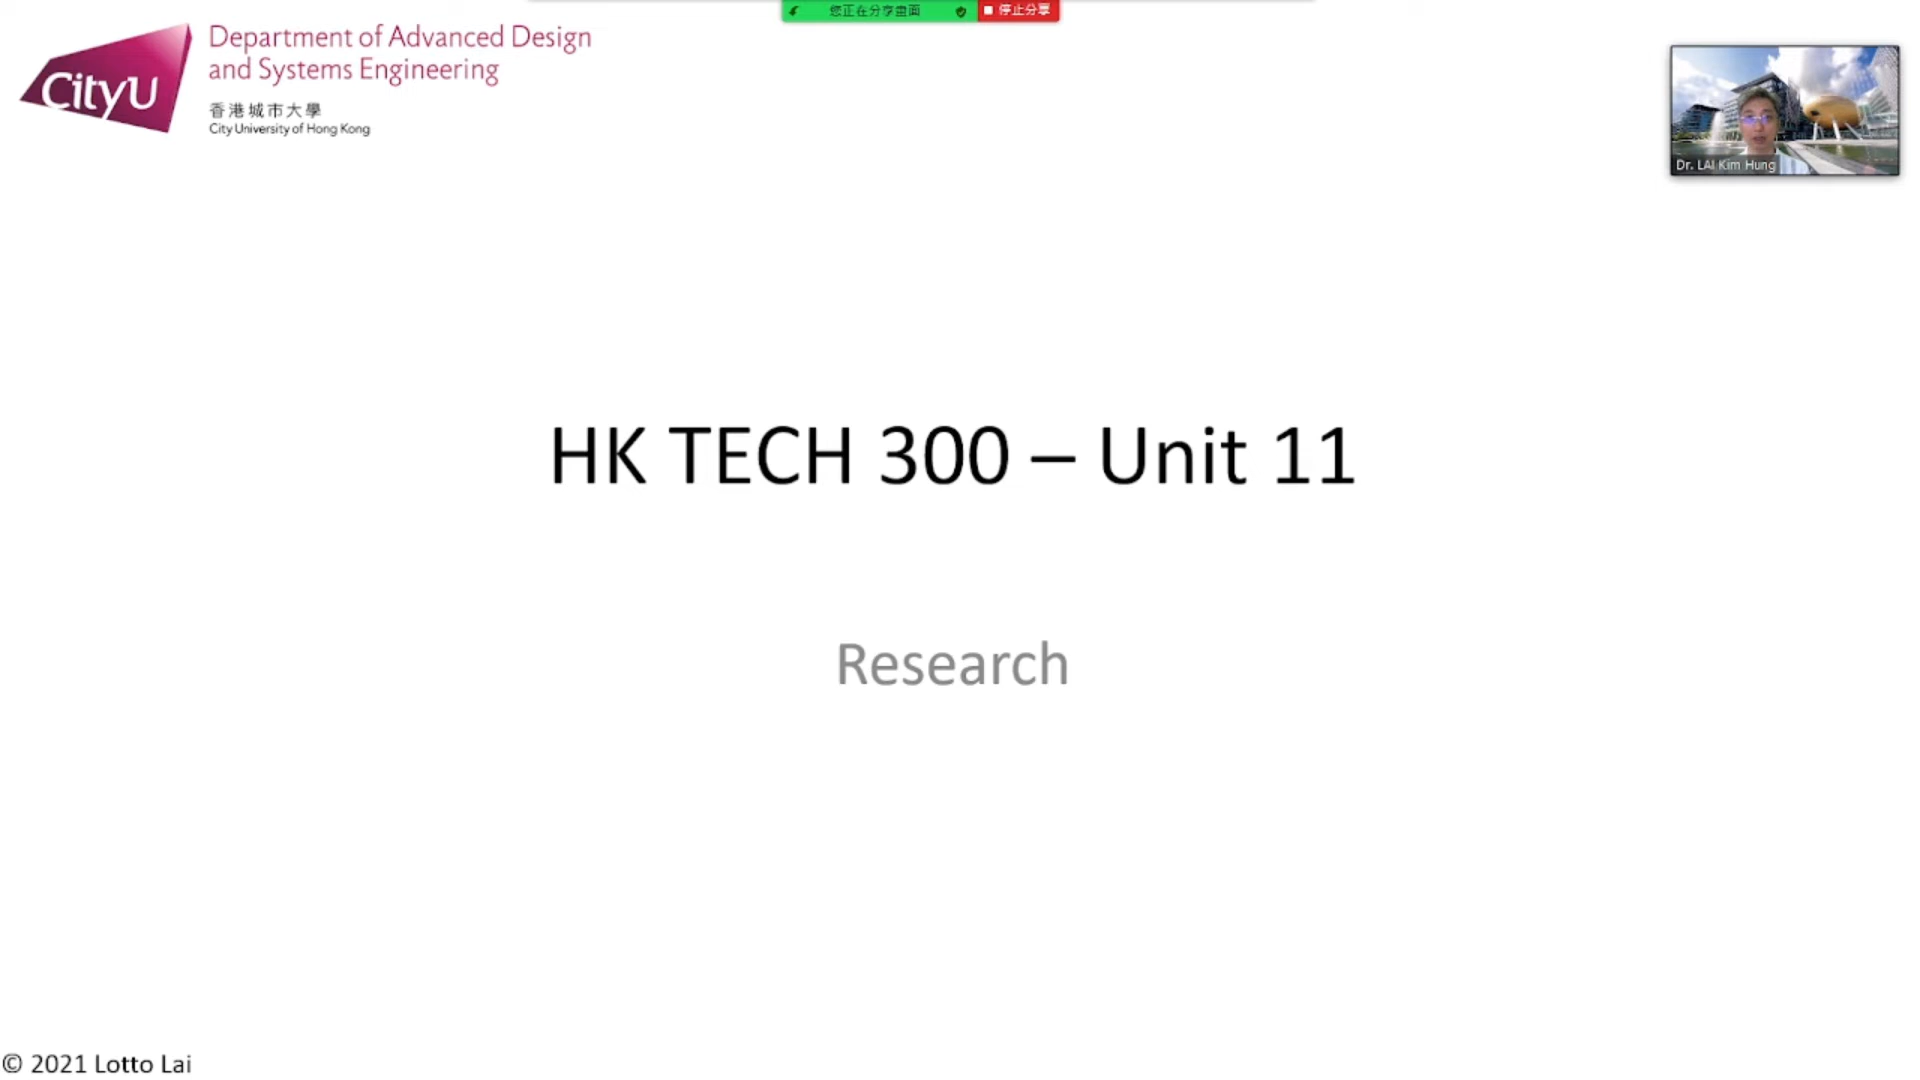 您正在分享畫面 停止分享
CityU
Department of Advanced Design
and Systems Engineering
香港城市大學
City University of Hong Kong
Dr. LAI Kim Hung
HK TECH 300 – Unit 11
Research
© 2021 Lotto Lai